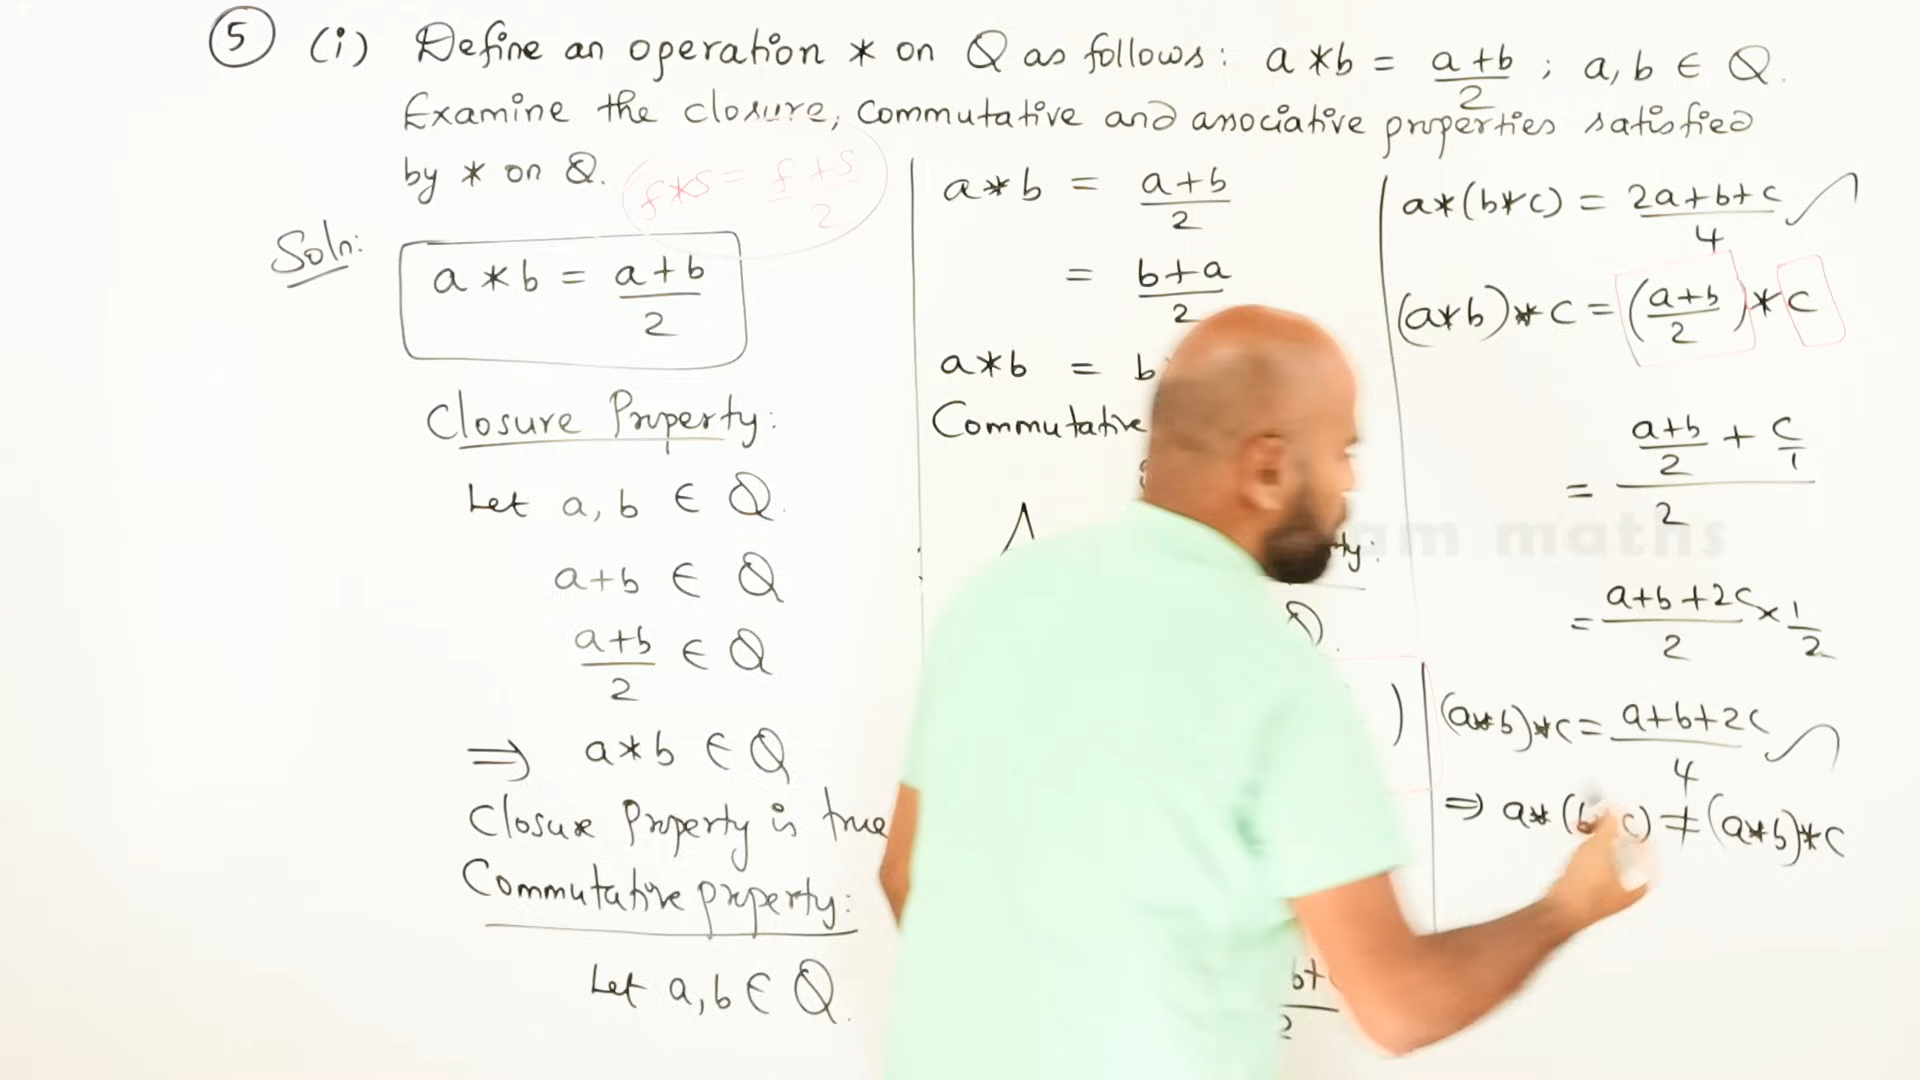 5 (i) Define an operation * on Q as follows: a*b = a+b/2 ; a, b ∈ Q.
Examine the closure, commutative and associative properties satisfied
by * on Q.
f*s = f+s/2
Soln:
a * b = a+b/2
Closure Property:
Let a, b ∈ Q.
a+b ∈ Q
a+b/2 ∈ Q
⇒ a*b ∈ Q
Closure Property is true
Commutative property:
Let a, b ∈ Q.
a*b = a+b/2
= b+a/2
a*b = b
Commutative
a*(b*c) = 2a+b+c/4
(a*b)*c = (a+b/2)*c
= a+b/2 + c/1 / 2
= a+b+2c/2 × 1/2
(a*b)*c = a+b+2c/4
⇒ a*(b c) ≠ (a*b)*c
am maths